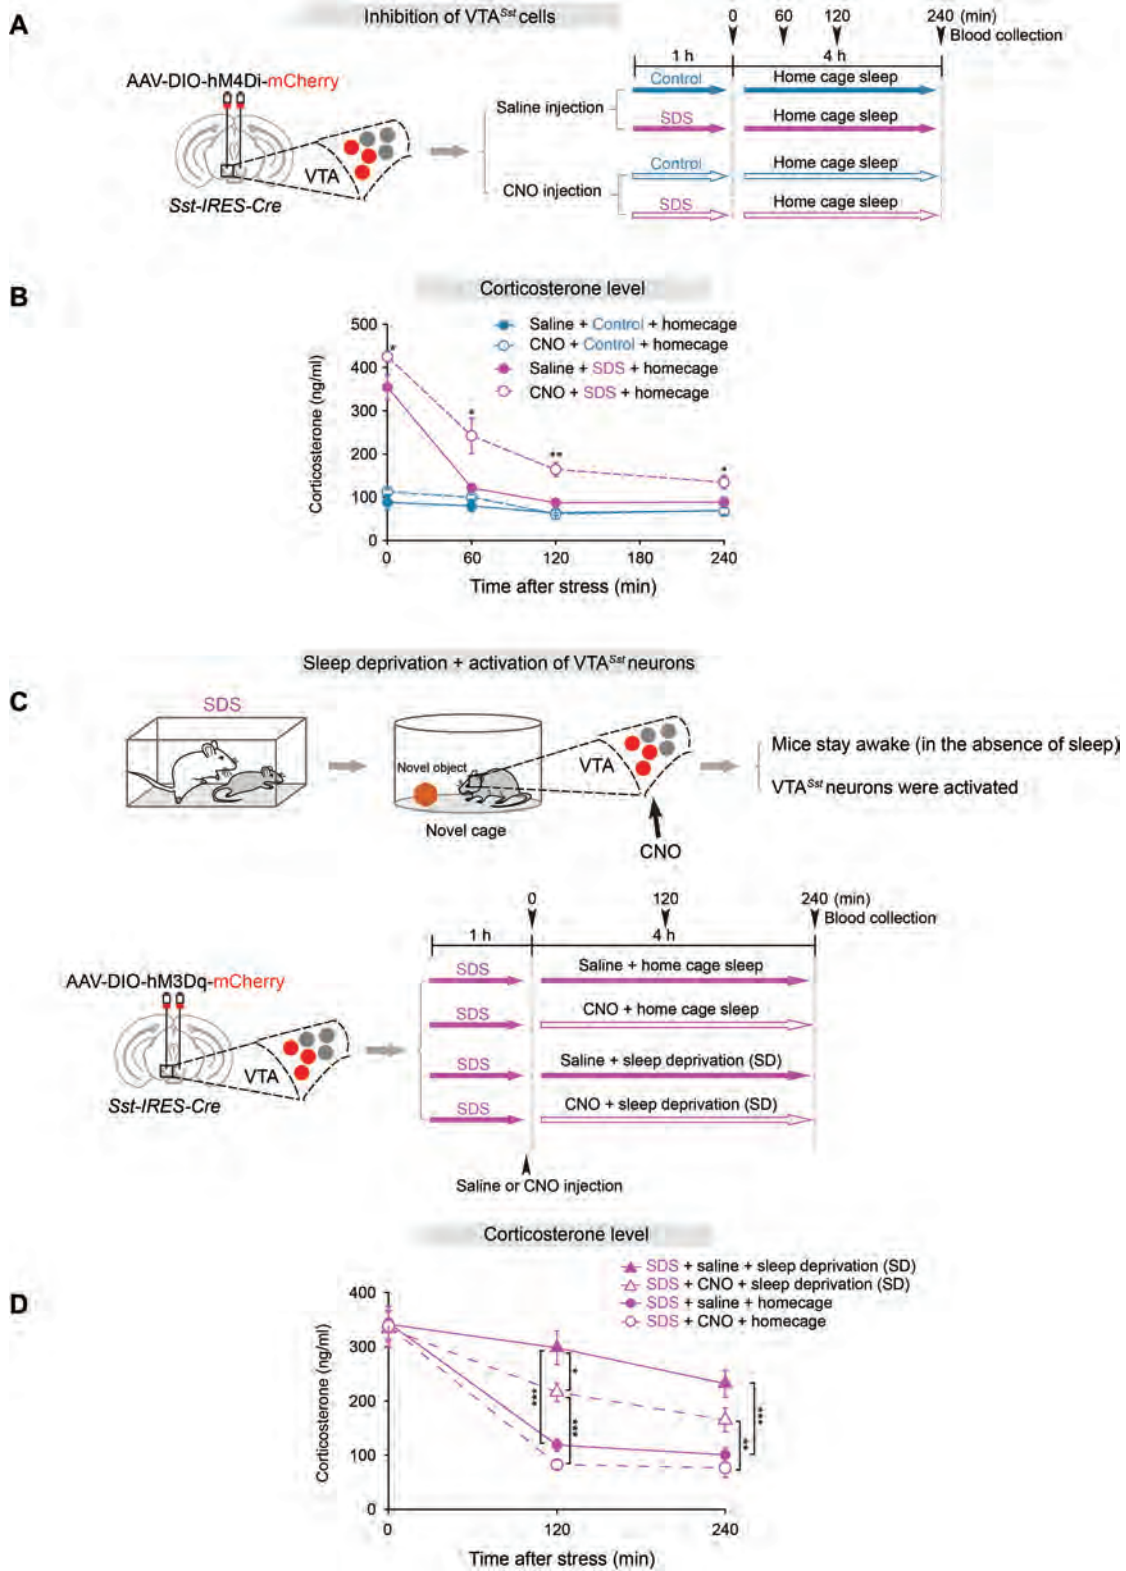 A
Inhibition of VTA^Sst cells
0 60 120 240 (min)
Blood collection
1 h 4 h
AAV-DIO-hM4Di-mCherry
VTA
Sst-IRES-Cre
Saline injection
Control Home cage sleep
SDS Home cage sleep
CNO injection
Control Home cage sleep
SDS Home cage sleep
B
Corticosterone level
Saline + Control + homecage
CNO + Control + homecage
Saline + SDS + homecage
CNO + SDS + homecage
Corticosterone (ng/ml)
500
400
300
200
100
0
* * ** *
0 60 120 180 240
Time after stress (min)
Sleep deprivation + activation of VTA^Sst neurons
C
SDS
Novel object
Novel cage
VTA
CNO
Mice stay awake (in the absence of sleep)
VTA^Sst neurons were activated
0 120 240 (min)
Blood collection
1 h 4 h
AAV-DIO-hM3Dq-mCherry
VTA
Sst-IRES-Cre
SDS Saline + home cage sleep
SDS CNO + home cage sleep
SDS Saline + sleep deprivation (SD)
SDS CNO + sleep deprivation (SD)
Saline or CNO injection
Corticosterone level
D
SDS + saline + sleep deprivation (SD)
SDS + CNO + sleep deprivation (SD)
SDS + saline + homecage
SDS + CNO + homecage
Corticosterone (ng/ml)
400
300
200
100
0
*** * *** ** ***
0 120 240
Time after stress (min)